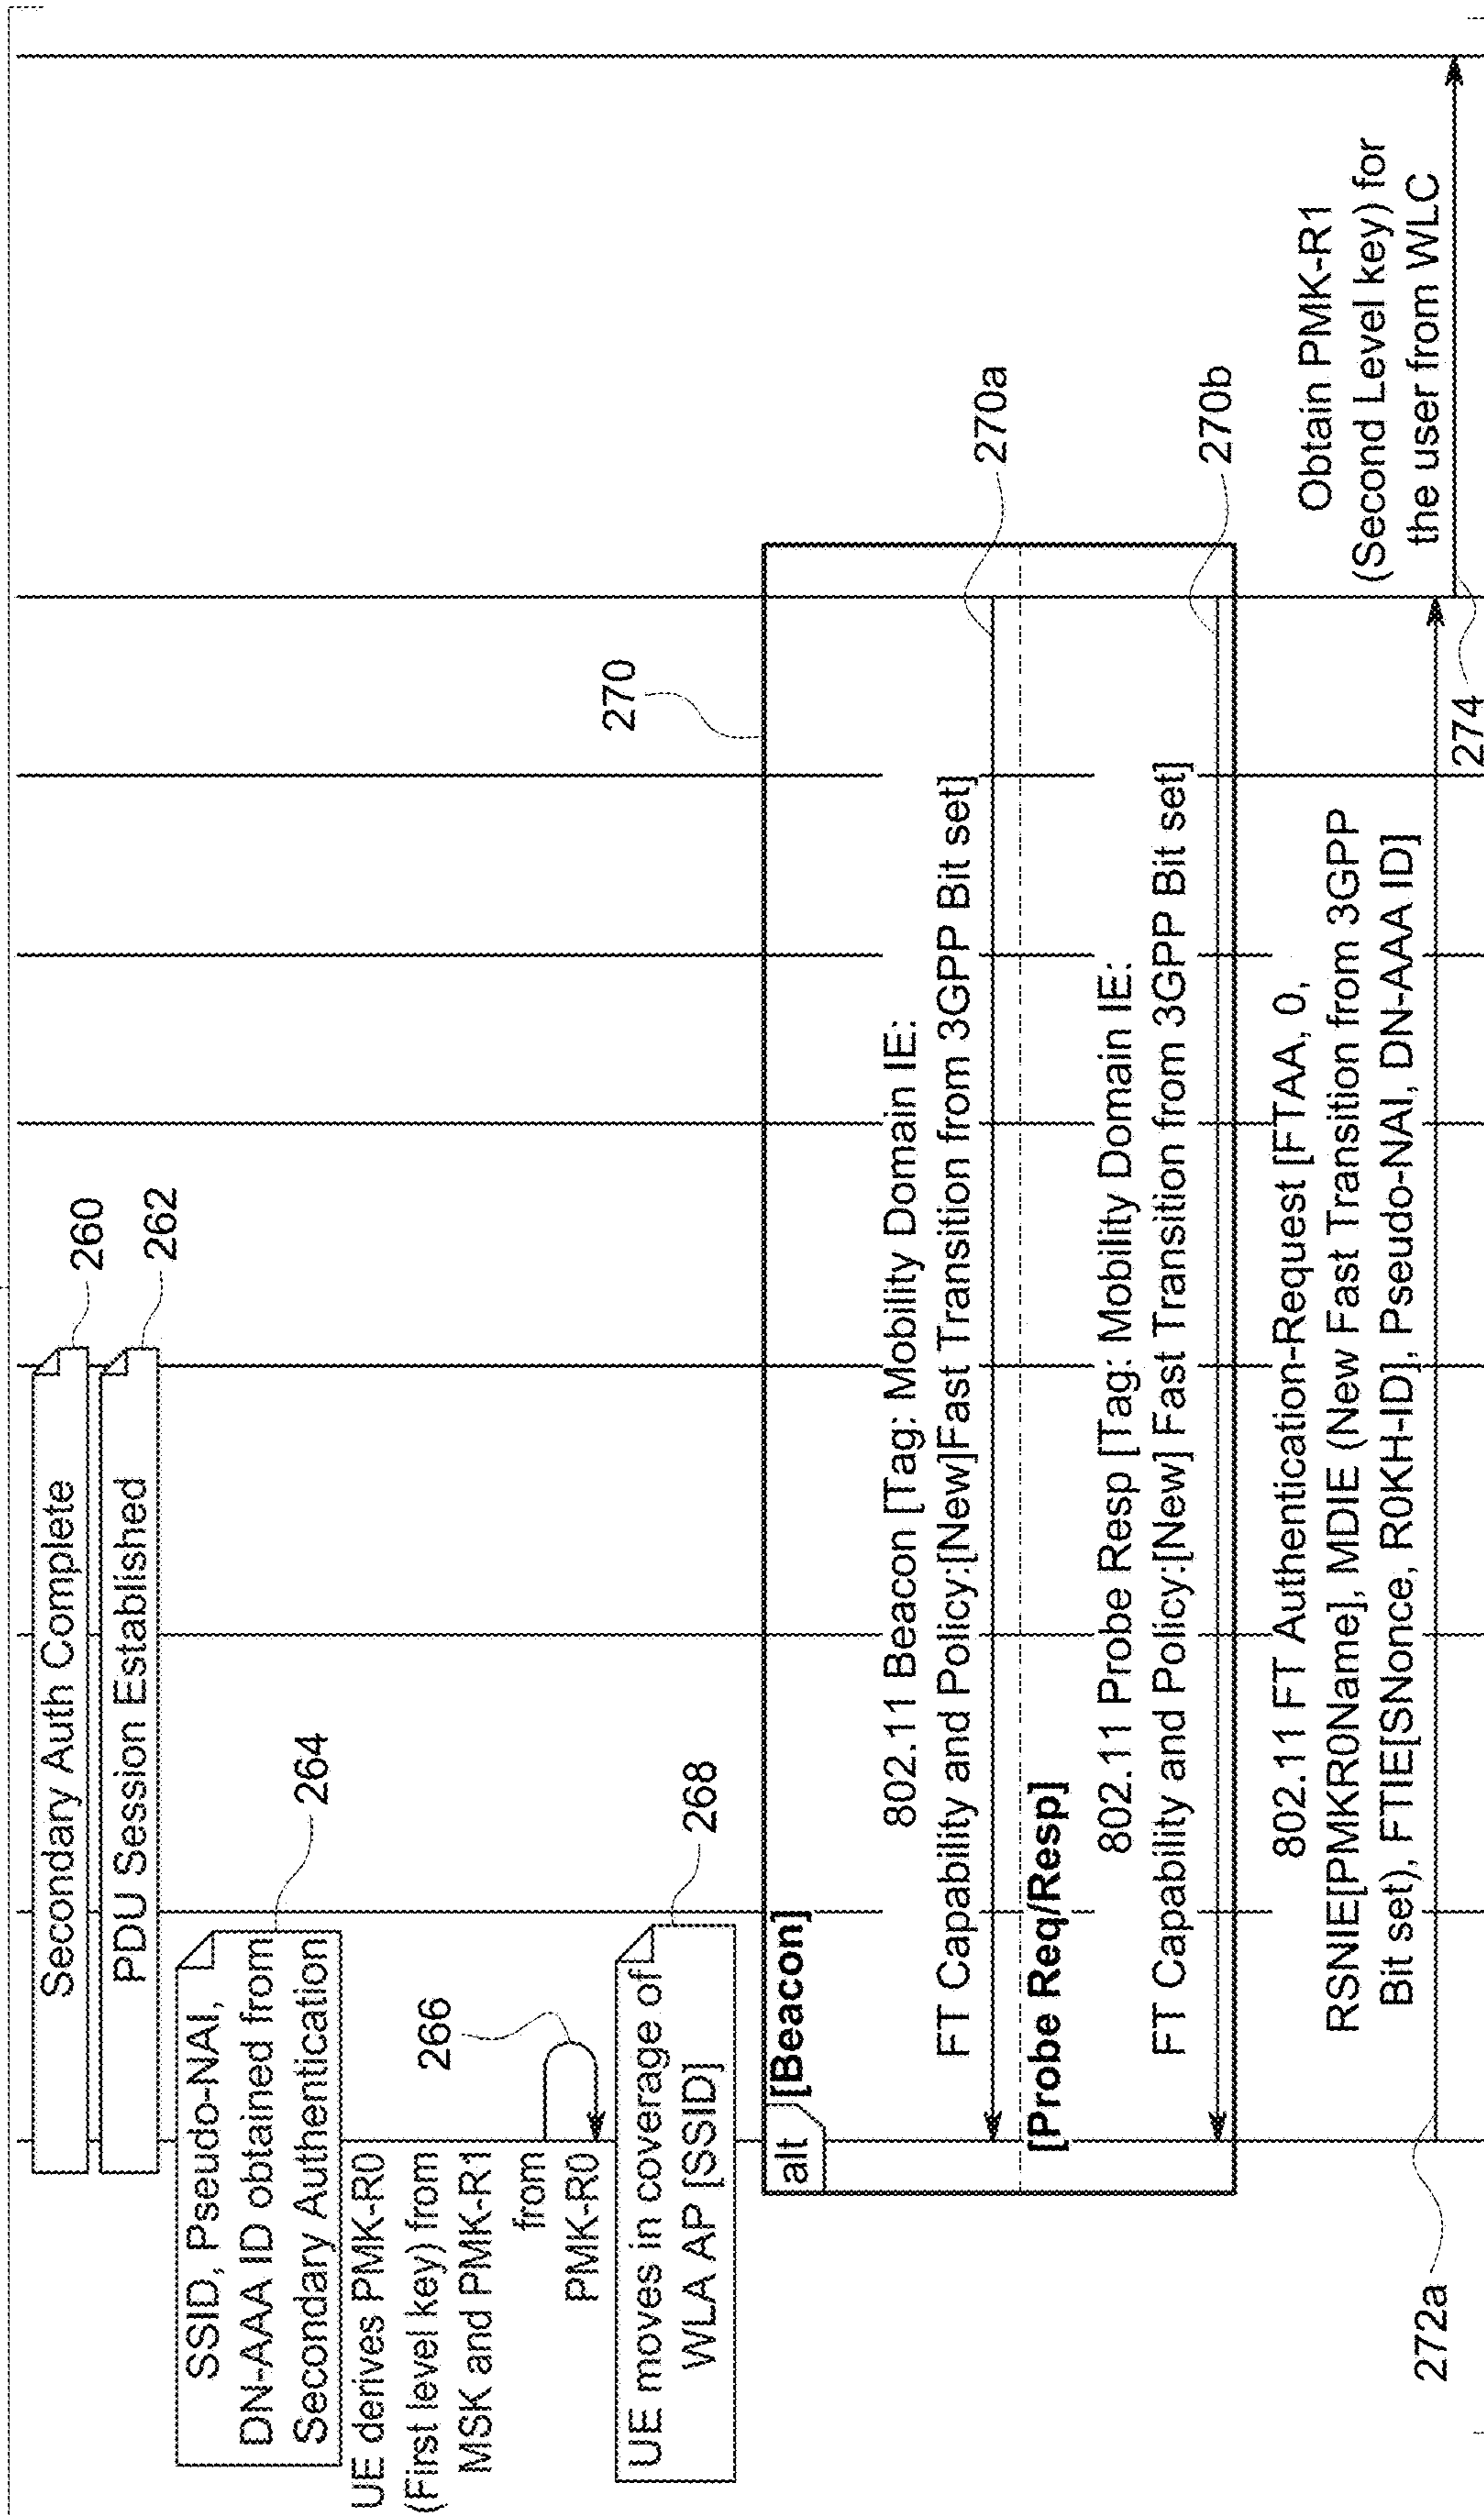 Secondary Auth Complete
260
PDU Session Established
262
SSID, Pseudo-NAI,
DN-AAA ID obtained from
Secondary Authentication
264
UE derives PMK-R0
(First level key) from
MSK and PMK-R1
from
PMK-R0
266
UE moves in coverage of
WLA AP [SSID]
268
270
alt
[Beacon]
802.11 Beacon [Tag: Mobility Domain IE:
FT Capability and Policy:[New]Fast Transition from 3GPP Bit set]
270a
[Probe Req/Resp]
802.11 Probe Resp [Tag: Mobility Domain IE:
FT Capability and Policy:[New] Fast Transition from 3GPP Bit set]
270b
802.11 FT Authentication-Request [FTAA, 0,
RSNIE[PMKR0Name], MDIE (New Fast Transition from 3GPP
Bit set), FTIE[SNonce, R0KH-ID], Pseudo-NAI, DN-AAA ID]
272a
Obtain PMK-R1
(Second Level key) for
the user from WLC
274